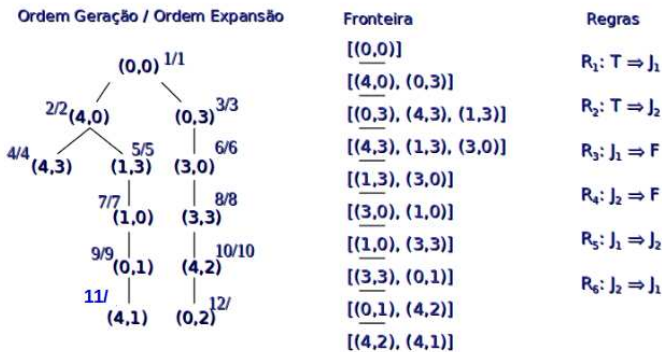 Ordem Geração / Ordem Expansão
(0,0) 1/1
2/2 (4,0) (0,3) 3/3
4/4 (4,3) 5/5 (1,3) 6/6 (3,0)
7/7 (1,0) 8/8 (3,3)
9/9 (0,1) 10/10 (4,2)
11/ (4,1) 12/ (0,2)
Fronteira
[(0,0)]
[(4,0), (0,3)]
[(0,3), (4,3), (1,3)]
[(4,3), (1,3), (3,0)]
[(1,3), (3,0)]
[(3,0), (1,0)]
[(1,0), (3,3)]
[(3,3), (0,1)]
[(0,1), (4,2)]
[(4,2), (4,1)]
Regras
R₁: T ⇒ J₁
R₂: T ⇒ J₂
R₃: J₁ ⇒ F
R₄: J₂ ⇒ F
R₅: J₁ ⇒ J₂
R₆: J₂ ⇒ J₁